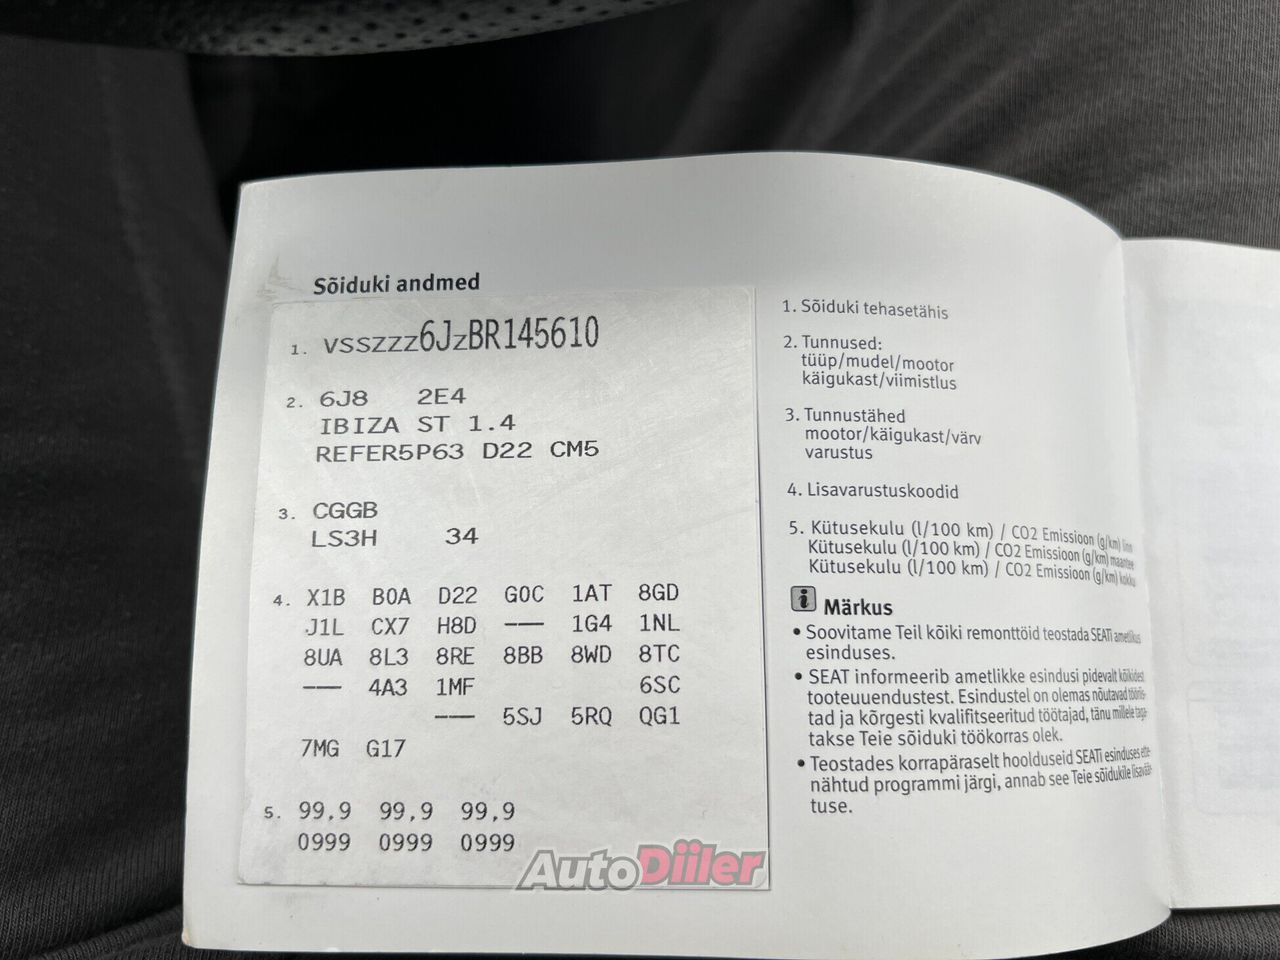 Sõiduki andmed
1. VSSZZZ6JZBR145610
2. 6J8 2E4
IBIZA ST 1.4
REFER5P63 D22 CM5
3. CGGB
LS3H 34
4. X1B B0A D22 G0C 1AT 8GD
J1L CX7 H8D --- 1G4 1NL
8UA 8L3 8RE 8BB 8WD 8TC
--- 4A3 1MF 6SC
--- 5SJ 5RQ QG1
7MG G17
5. 99,9 99,9 99,9
0999 0999 0999
1. Sõiduki tehasetähis
2. Tunnused:
tüüp/mudel/mootor
käigukast/viimistlus
3. Tunnustähed
mootor/käigukast/värv
varustus
4. Lisavarustuskoodid
5. Kütusekulu (l/100 km) / CO2 Emissioon (g/km) linn
Kütusekulu (l/100 km) / CO2 Emissioon (g/km) maantee
Kütusekulu (l/100 km) / CO2 Emissioon (g/km) kokku
i Märkus
• Soovitame Teil kõiki remonttöid teostada SEATi ametlikus
esinduses.
• SEAT informeerib ametlikke esindusi pidevalt kõikidest
tooteuuendustest. Esindustel on olemas nõutavad tööriis-
tad ja kõrgesti kvalifitseeritud töötajad, tänu millele taga-
takse Teie sõiduki töökorras olek.
• Teostades korrapäraselt hoolduseid SEATi esinduses ette-
nähtud programmi järgi, annab see Teie sõidukile lisaväär-
tuse.
AutoDiiler